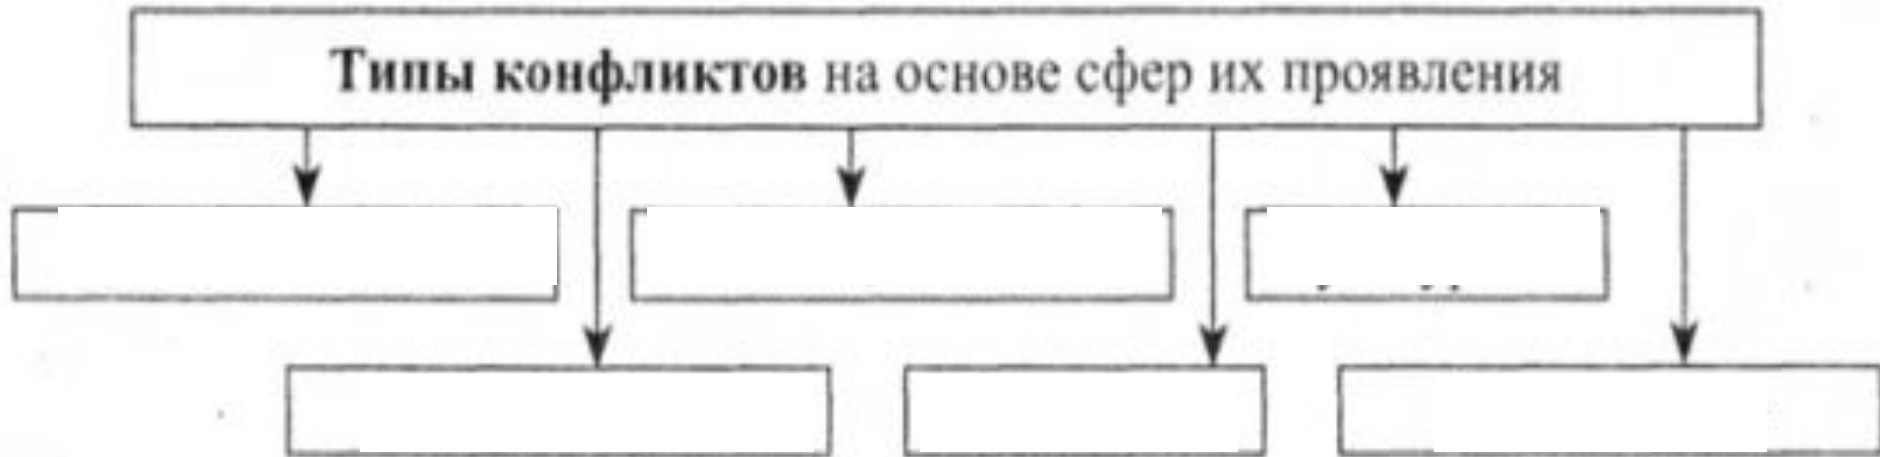 Типы конфликтов на основе сфер их проявления